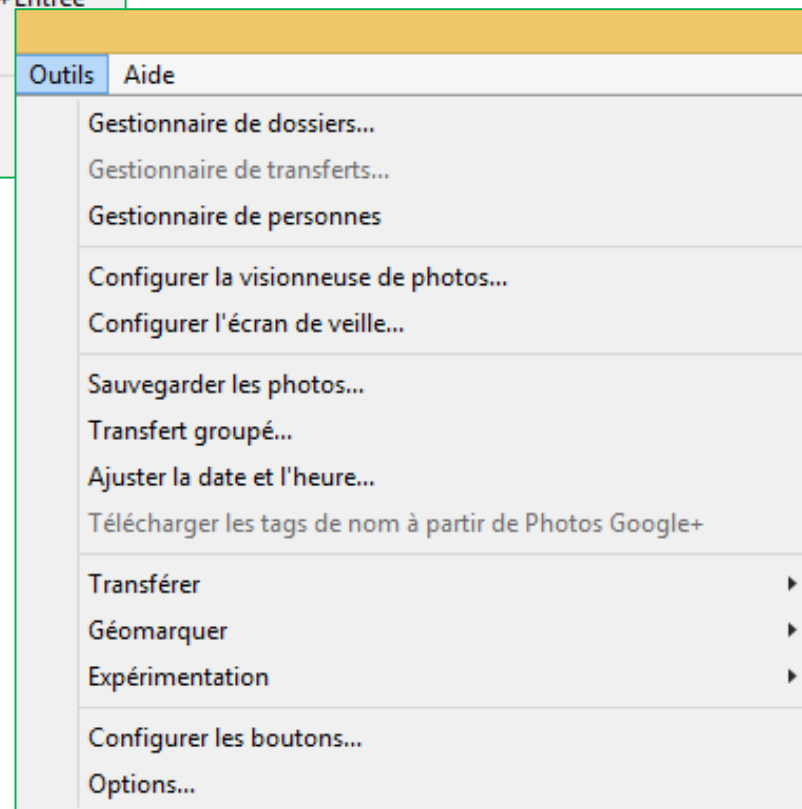 +Entrée
Outils Aide
Gestionnaire de dossiers...
Gestionnaire de transferts...
Gestionnaire de personnes
Configurer la visionneuse de photos...
Configurer l'écran de veille...
Sauvegarder les photos...
Transfert groupé...
Ajuster la date et l'heure...
Télécharger les tags de nom à partir de Photos Google+
Transférer
Géomarquer
Expérimentation
Configurer les boutons...
Options...